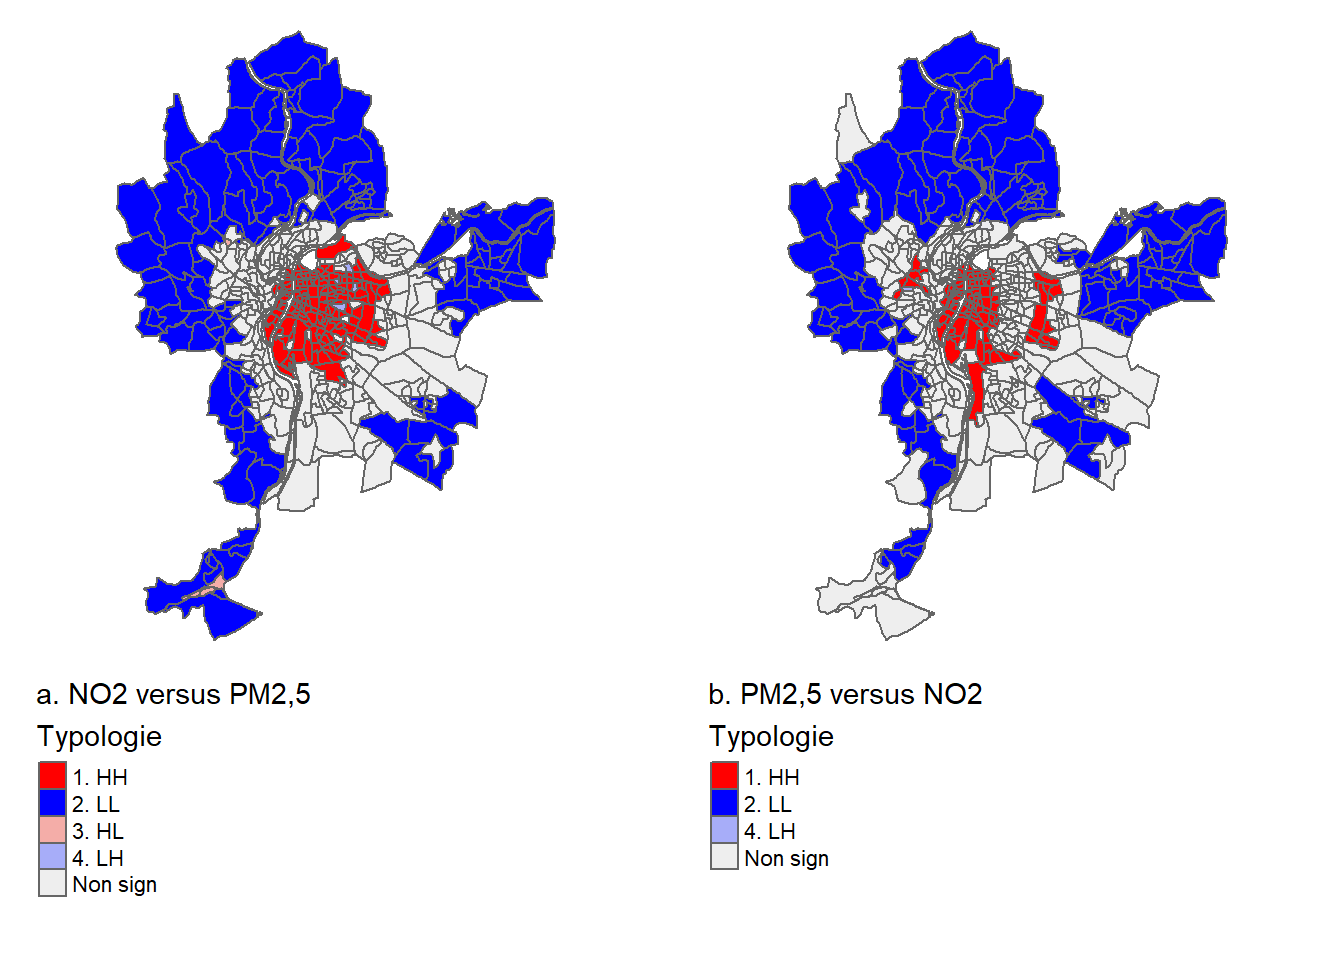 a. NO2 versus PM2,5
Typologie
1. HH
2. LL
3. HL
4. LH
Non sign
b. PM2,5 versus NO2
Typologie
1. HH
2. LL
4. LH
Non sign